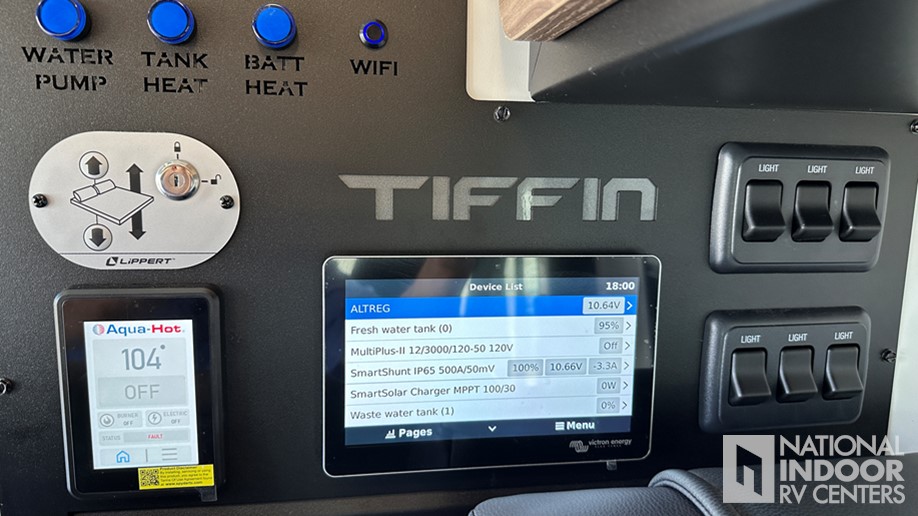 WATER
PUMP
TANK
HEAT
BATT
HEAT
WIFI
LIPPERT
TIFFIN
LIGHT LIGHT LIGHT
Aqua-Hot
104°
OFF
BURNER
OFF
ELECTRIC
OFF
STATUS FAULT
Device List 18:00
ALTREG 10.64V
Fresh water tank (0) 95%
MultiPlus-II 12/3000/120-50 120V Off
SmartShunt IP65 500A/50mV 100% 10.66V -3.3A
SmartSolar Charger MPPT 100/30 0W
Waste water tank (1) 0%
Pages Menu
victron energy
LIGHT LIGHT LIGHT
NATIONAL
INDOOR
RV CENTERS